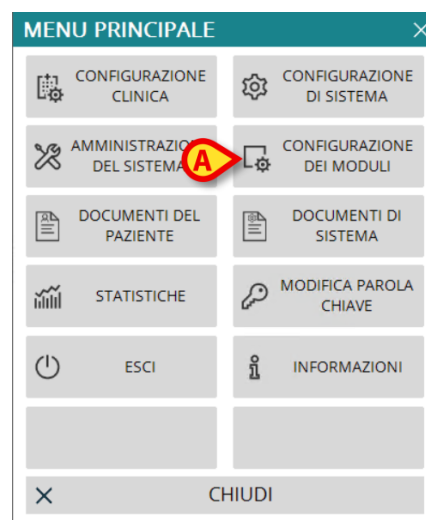 MENU PRINCIPALE
CONFIGURAZIONE
CLINICA
CONFIGURAZIONE
DI SISTEMA
AMMINISTRAZIO
DEL SISTEMA
A
CONFIGURAZIONE
DEI MODULI
DOCUMENTI DEL
PAZIENTE
DOCUMENTI DI
SISTEMA
STATISTICHE
MODIFICA PAROLA
CHIAVE
ESCI
INFORMAZIONI
CHIUDI